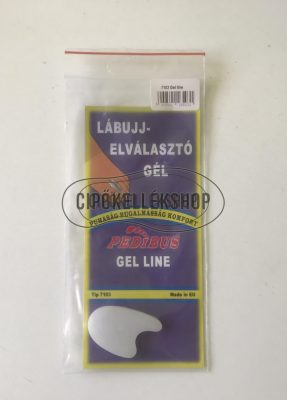 7103 Gel line
LÁBUJJ-
ELVÁLASZTÓ
GÉL
CIPŐKELLÉKSHOP
PUHASÁG RUGALMASSÁG KOMFORT
PEDIBUS
GEL LINE
Tip 7103 Made in EU